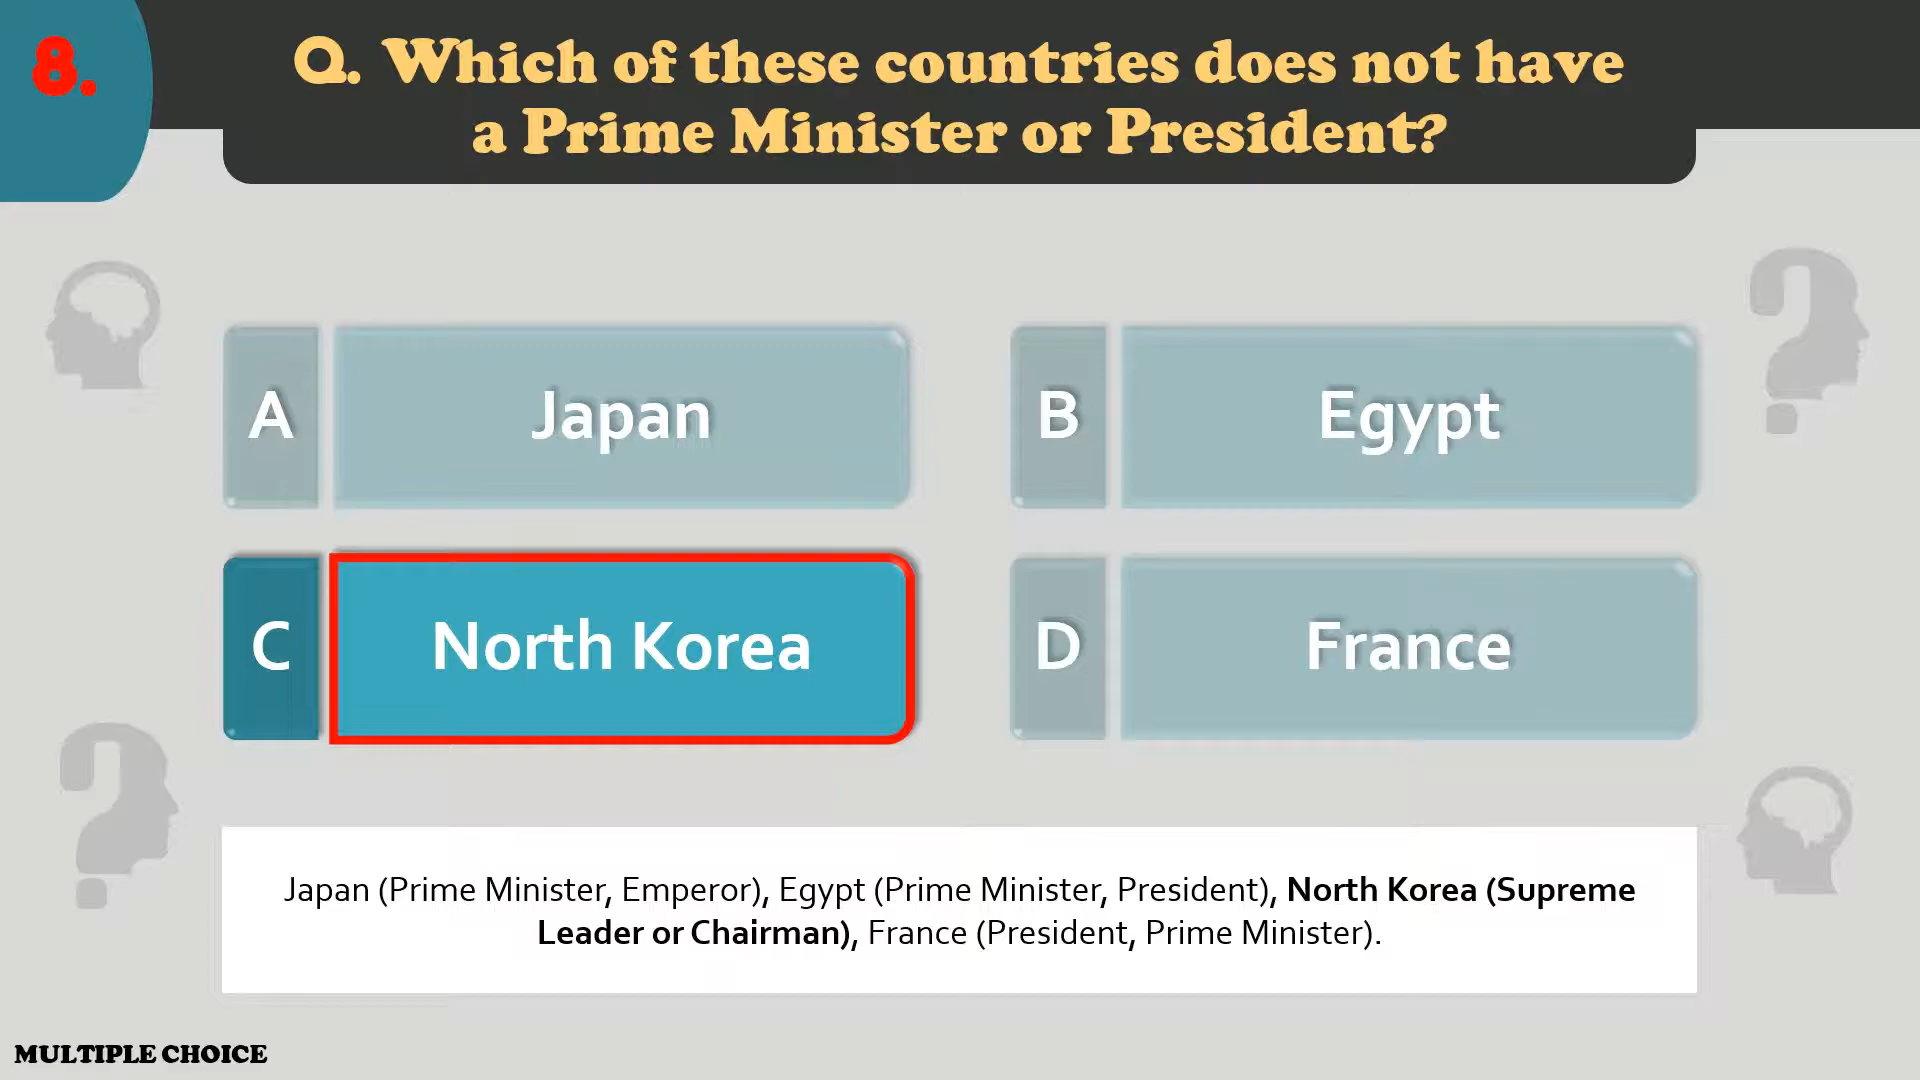 8.
Q. Which of these countries does not have
a Prime Minister or President?
A Japan
B Egypt
C North Korea
D France
Japan (Prime Minister, Emperor), Egypt (Prime Minister, President), North Korea (Supreme
Leader or Chairman), France (President, Prime Minister).
MULTIPLE CHOICE